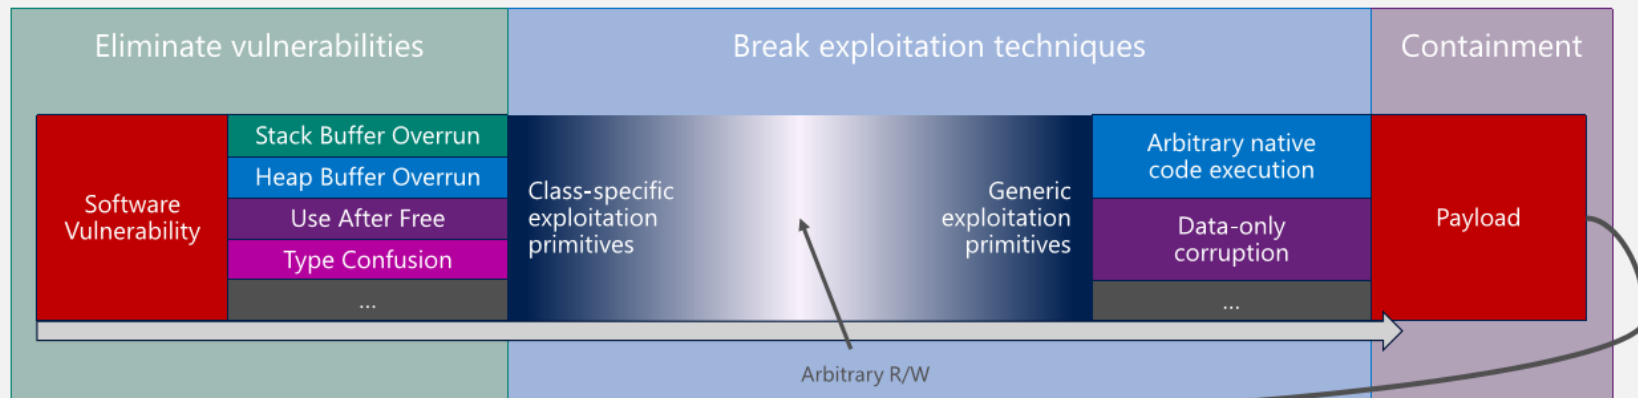 Eliminate vulnerabilities
Break exploitation techniques
Containment
Software
Vulnerability
Stack Buffer Overrun
Heap Buffer Overrun
Use After Free
Type Confusion
...
Class-specific
exploitation
primitives
Generic
exploitation
primitives
Arbitrary native
code execution
Data-only
corruption
...
Payload
Arbitrary R/W